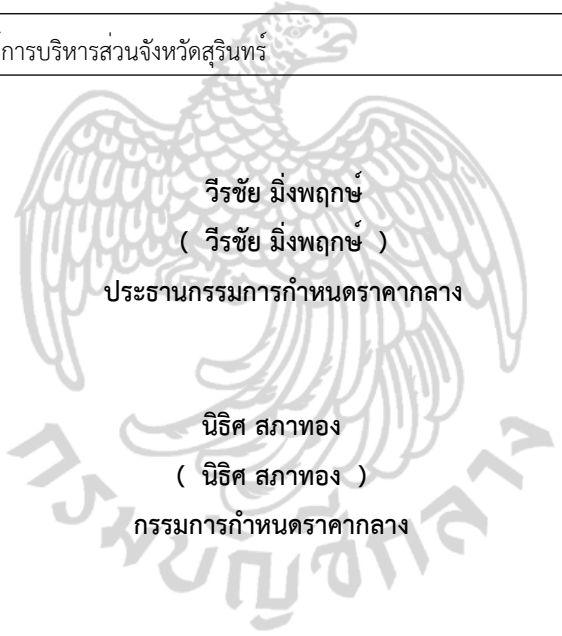 การบริหารส่วนจังหวัดสุรินทร์
วีรชัย มิ่งพฤกษ์
( วีรชัย มิ่งพฤกษ์ )
ประธานกรรมการกำหนดราคากลาง
นิธิศ สภาทอง
( นิธิศ สภาทอง )
กรรมการกำหนดราคากลาง
กรมบัญชีกลาง